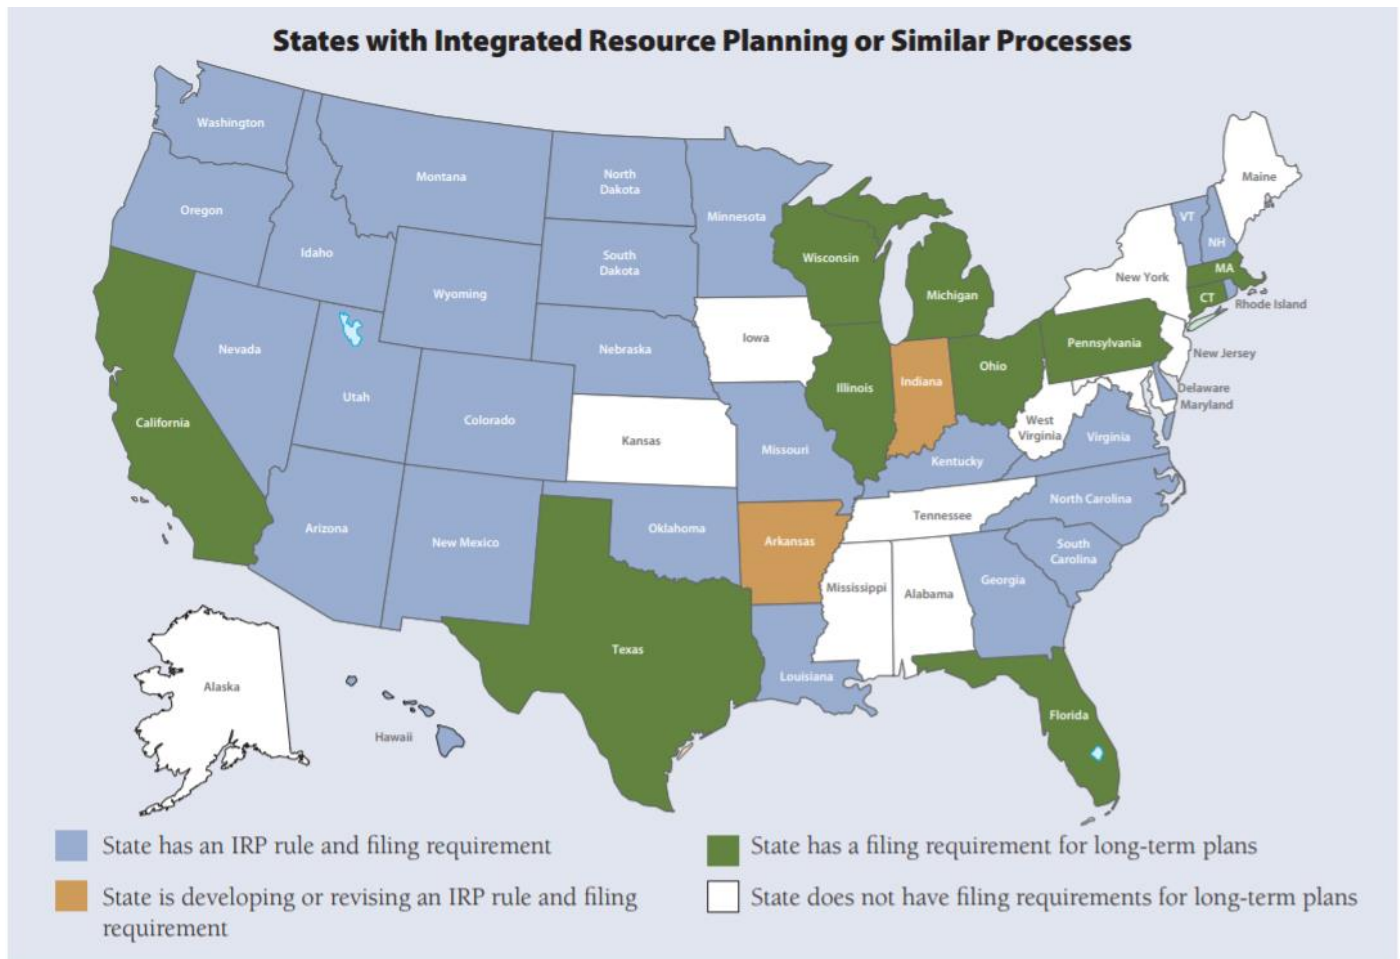 States with Integrated Resource Planning or Similar Processes
Washington
Montana
North
Dakota
Minnesota
Oregon
Idaho
South
Dakota
Wyoming
Wisconsin
Michigan
Maine
VT
NH
New York
MA
CT
Rhode Island
Nevada
Utah
Nebraska
Iowa
Colorado
California
Kansas
Missouri
Illinois
Indiana
Ohio
Pennsylvania
New Jersey
Delaware
Maryland
West
Virginia
Virginia
Kentucky
North Carolina
Arizona
New Mexico
Oklahoma
Arkansas
Tennessee
South
Carolina
Mississippi
Alabama
Georgia
Texas
Louisiana
Florida
Alaska
Hawaii
State has an IRP rule and filing requirement
State is developing or revising an IRP rule and filing
requirement
State has a filing requirement for long-term plans
State does not have filing requirements for long-term plans